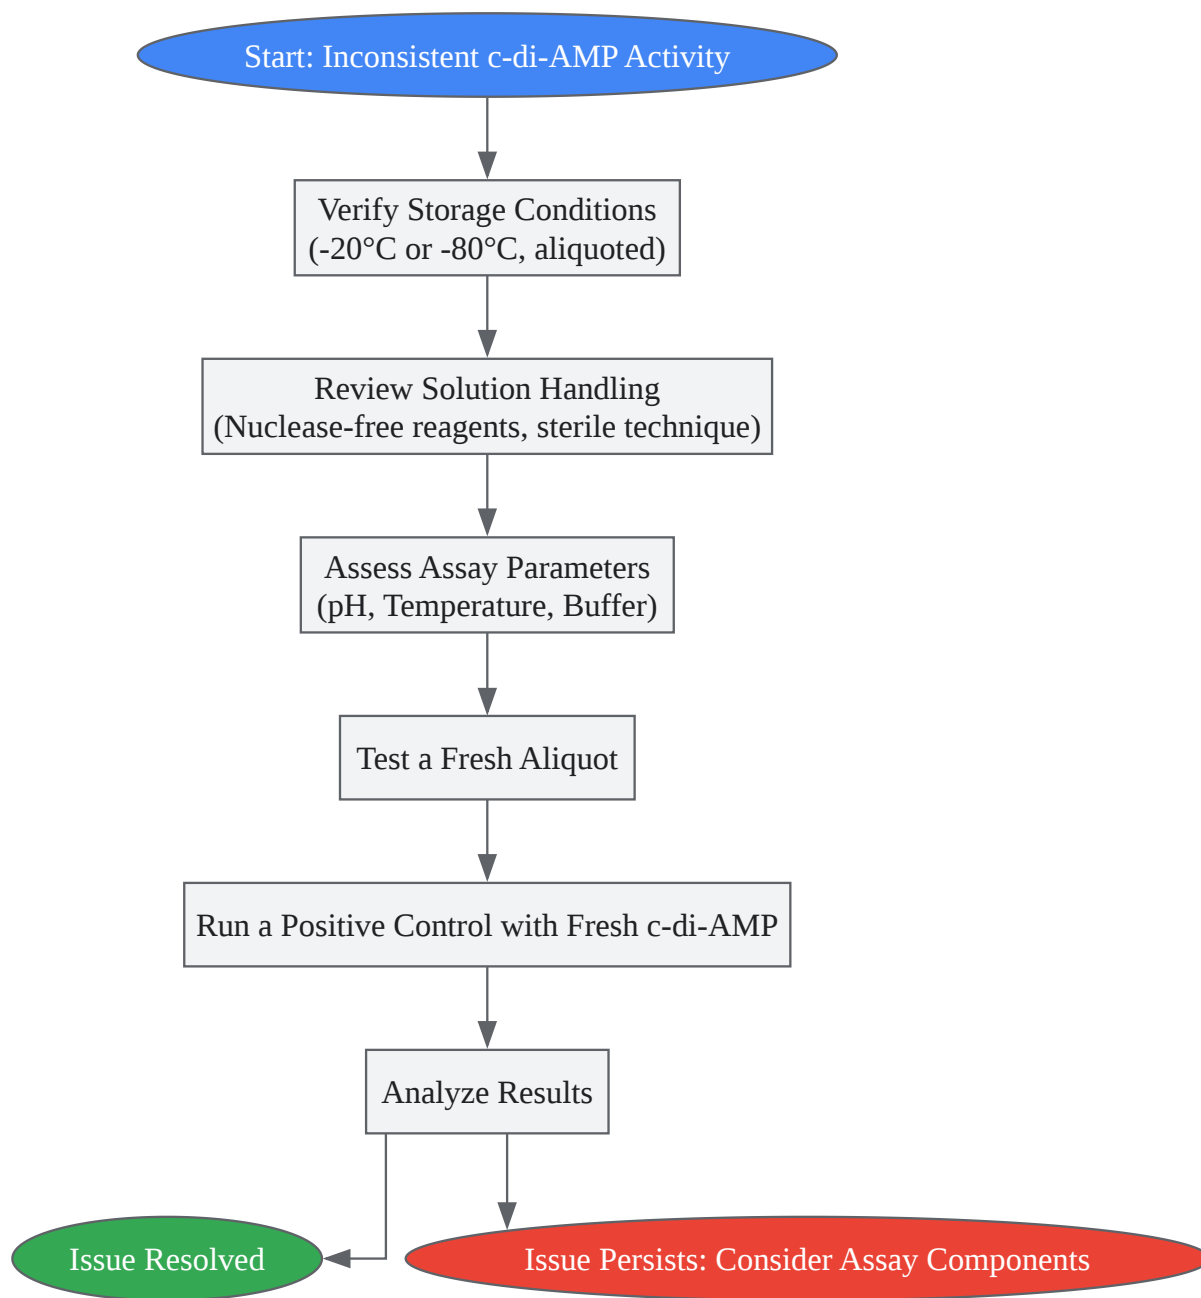 Start: Inconsistent c-di-AMP Activity
Verify Storage Conditions
(-20°C or -80°C, aliquoted)
Review Solution Handling
(Nuclease-free reagents, sterile technique)
Assess Assay Parameters
(pH, Temperature, Buffer)
Test a Fresh Aliquot
Run a Positive Control with Fresh c-di-AMP
Analyze Results
Issue Resolved
Issue Persists: Consider Assay Components